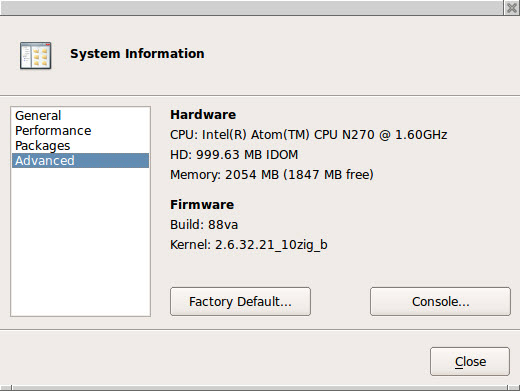 System Information
General
Performance
Packages
Advanced
Hardware
CPU: Intel(R) Atom(TM) CPU N270 @ 1.60GHz
HD: 999.63 MB IDOM
Memory: 2054 MB (1847 MB free)
Firmware
Build: 88va
Kernel: 2.6.32.21_10zig_b
Factory Default...
Console...
Close